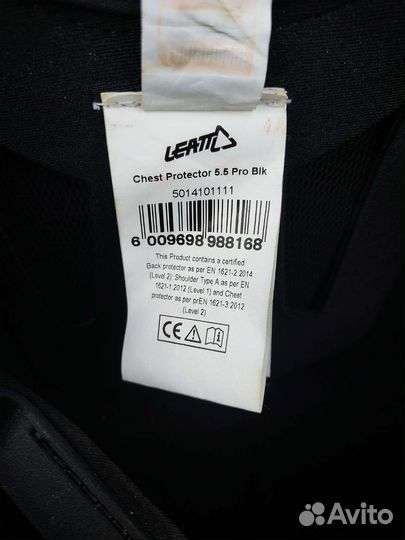 LEATT
Chest Protector 5.5 Pro Blk
5014101111
6 009698 988168
This Product contains a certified
Back protector as per EN 1621-2:2014
(Level 2); Shoulder Type A as per EN
1621-1:2012 (Level 1) and Chest
protector as per prEN 1621-3:2012
(Level 2)
CE
Avito